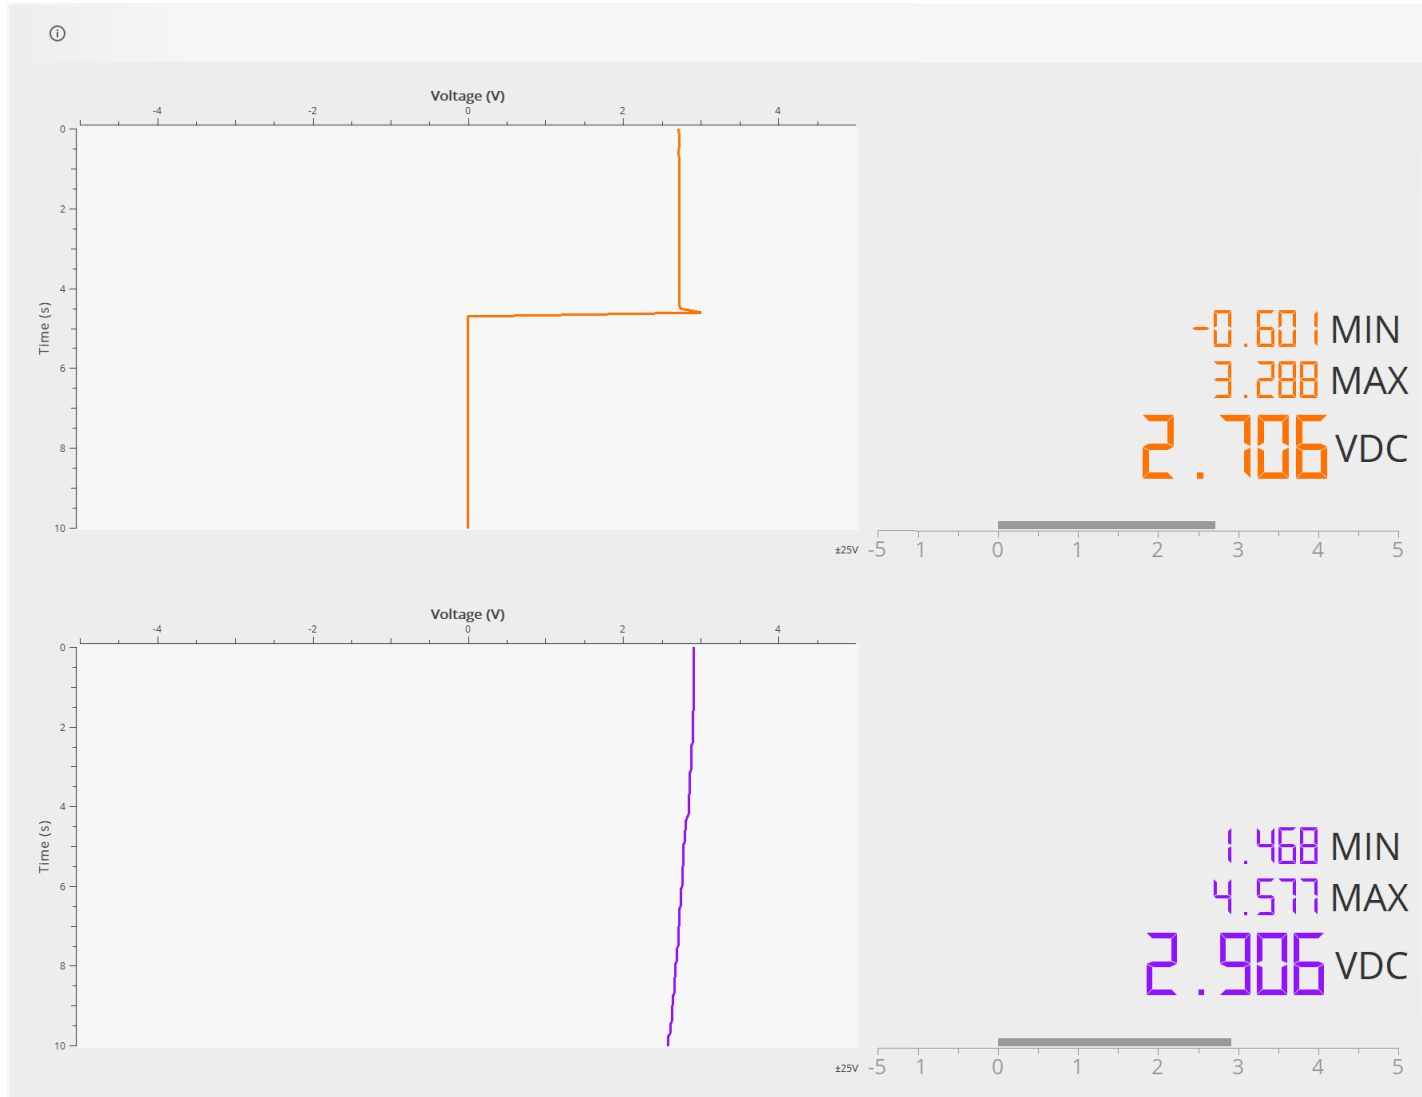 Voltage (V)
-4 -2 0 2 4
0
2
4
6
8
10
Time (s)
-0.601 MIN
3.288 MAX
2.706 VDC
±25V
-5 1 0 1 2 3 4 5
Voltage (V)
-4 -2 0 2 4
0
2
4
6
8
10
Time (s)
1.468 MIN
4.577 MAX
2.906 VDC
±25V
-5 1 0 1 2 3 4 5